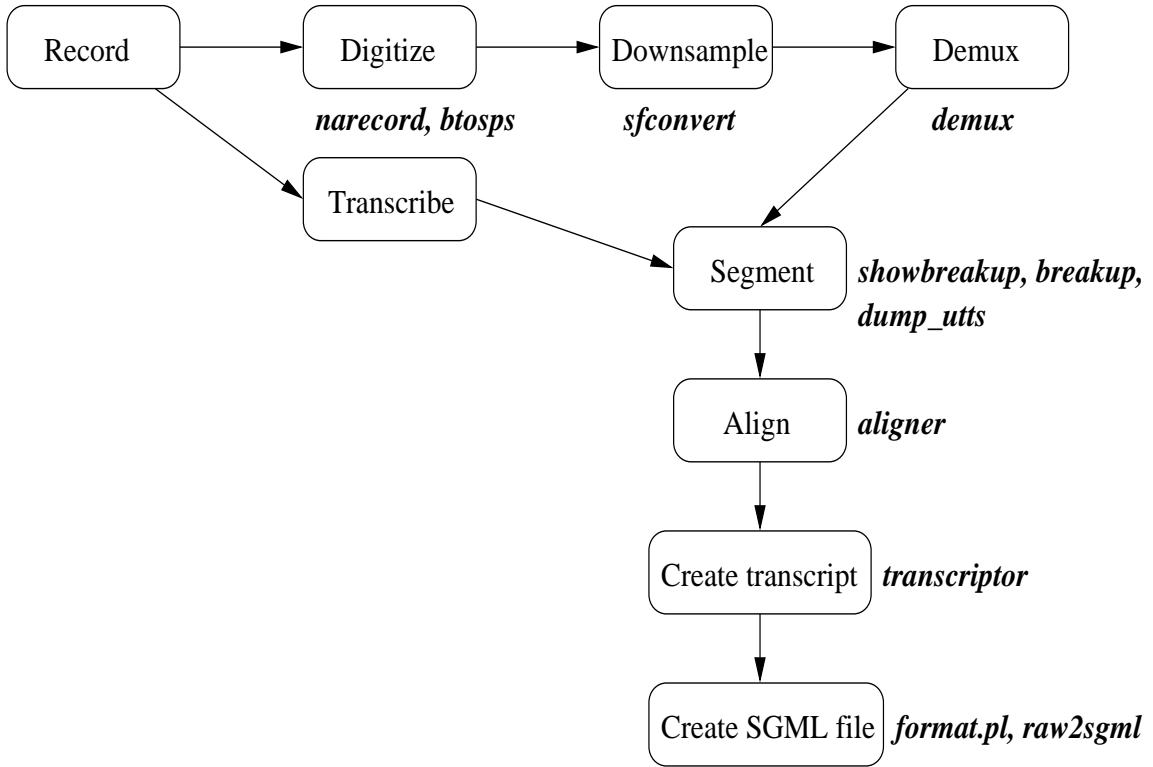 Record
Digitize
Downsample
Demux
narecord, btosps
sfconvert
demux
Transcribe
Segment
showbreakup, breakup,
dump_utts
Align
aligner
Create transcript
transcriptor
Create SGML file
format.pl, raw2sgml